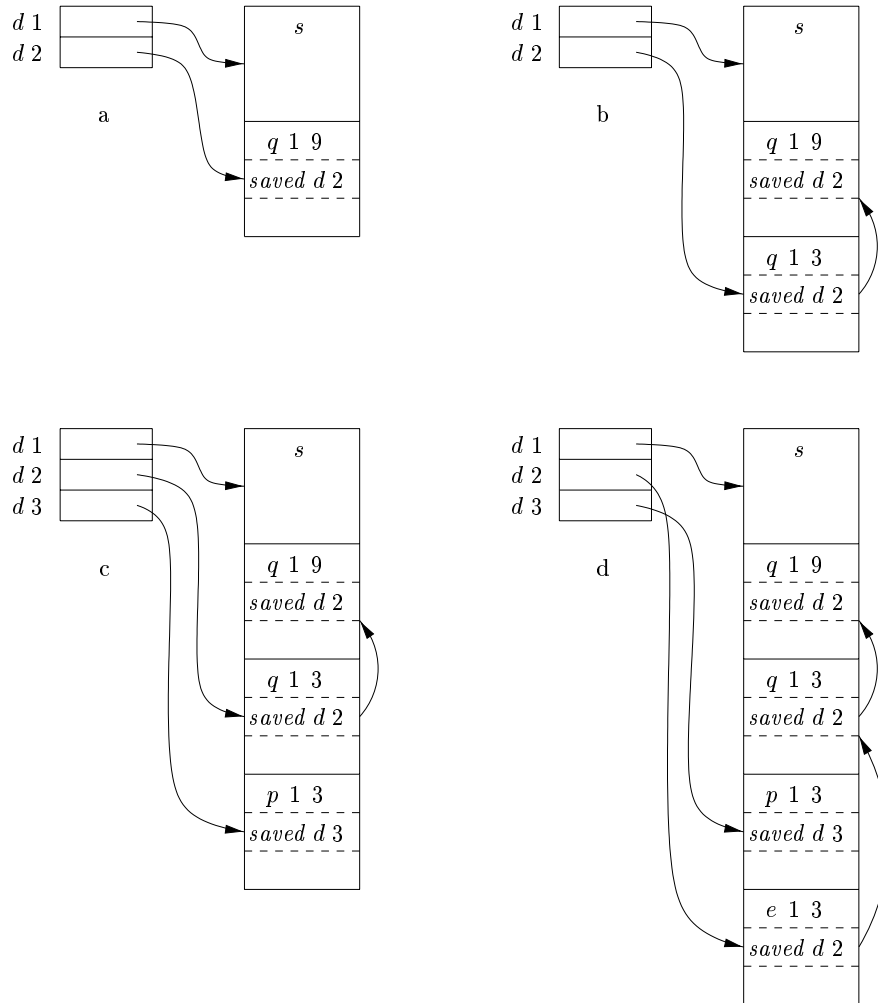 d 1
d 2
s
a
q 1 9
saved d 2
d 1
d 2
s
b
q 1 9
saved d 2
q 1 3
saved d 2
d 1
d 2
d 3
s
c
q 1 9
saved d 2
q 1 3
saved d 2
p 1 3
saved d 3
d 1
d 2
d 3
s
d
q 1 9
saved d 2
q 1 3
saved d 2
p 1 3
saved d 3
e 1 3
saved d 2